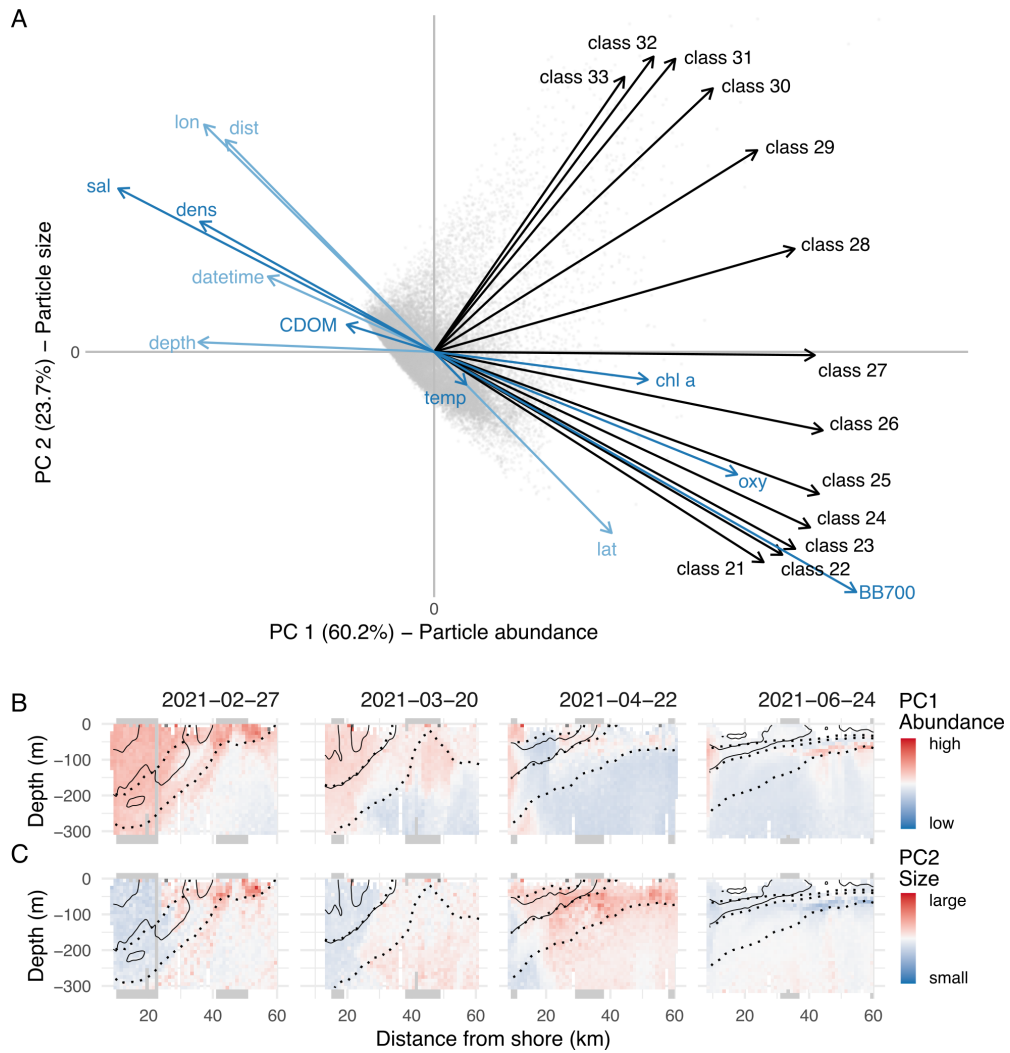 A
class 32
class 31
class 33
class 30
lon
dist
class 29
sal
dens
class 28
datetime
CDOM
depth
0
class 27
chl a
temp
class 26
oxy
class 25
class 24
lat
class 23
class 21
class 22
BB700
0
PC 1 (60.2%) − Particle abundance
PC 2 (23.7%) − Particle size
B
2021−02−27
2021−03−20
2021−04−22
2021−06−24
PC1
Abundance
high
low
0
−100
−200
−300
Depth (m)
C
PC2
Size
large
small
0
−100
−200
−300
Depth (m)
20 40 60 20 40 60 20 40 60 20 40 60
Distance from shore (km)